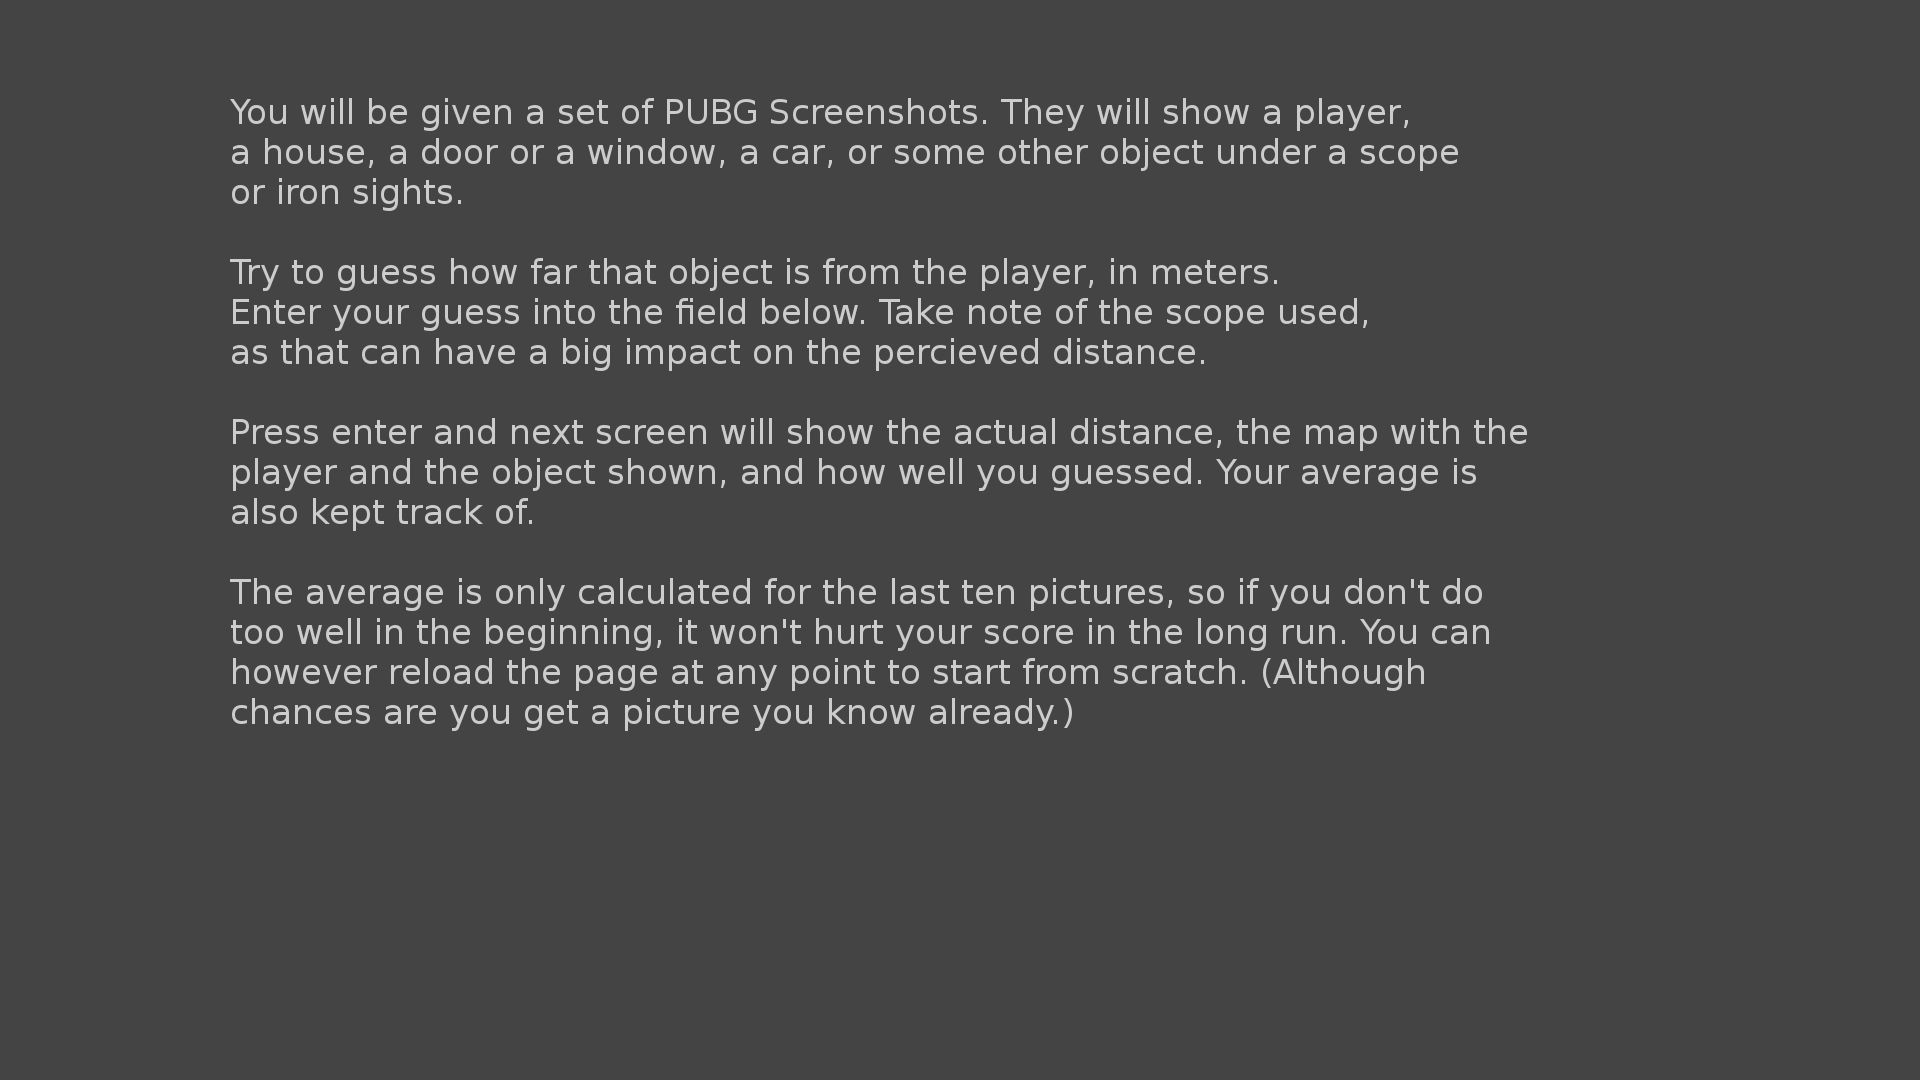 You will be given a set of PUBG Screenshots. They will show a player,
a house, a door or a window, a car, or some other object under a scope
or iron sights.
Try to guess how far that object is from the player, in meters.
Enter your guess into the field below. Take note of the scope used,
as that can have a big impact on the percieved distance.
Press enter and next screen will show the actual distance, the map with the
player and the object shown, and how well you guessed. Your average is
also kept track of.
The average is only calculated for the last ten pictures, so if you don't do
too well in the beginning, it won't hurt your score in the long run. You can
however reload the page at any point to start from scratch. (Although
chances are you get a picture you know already.)